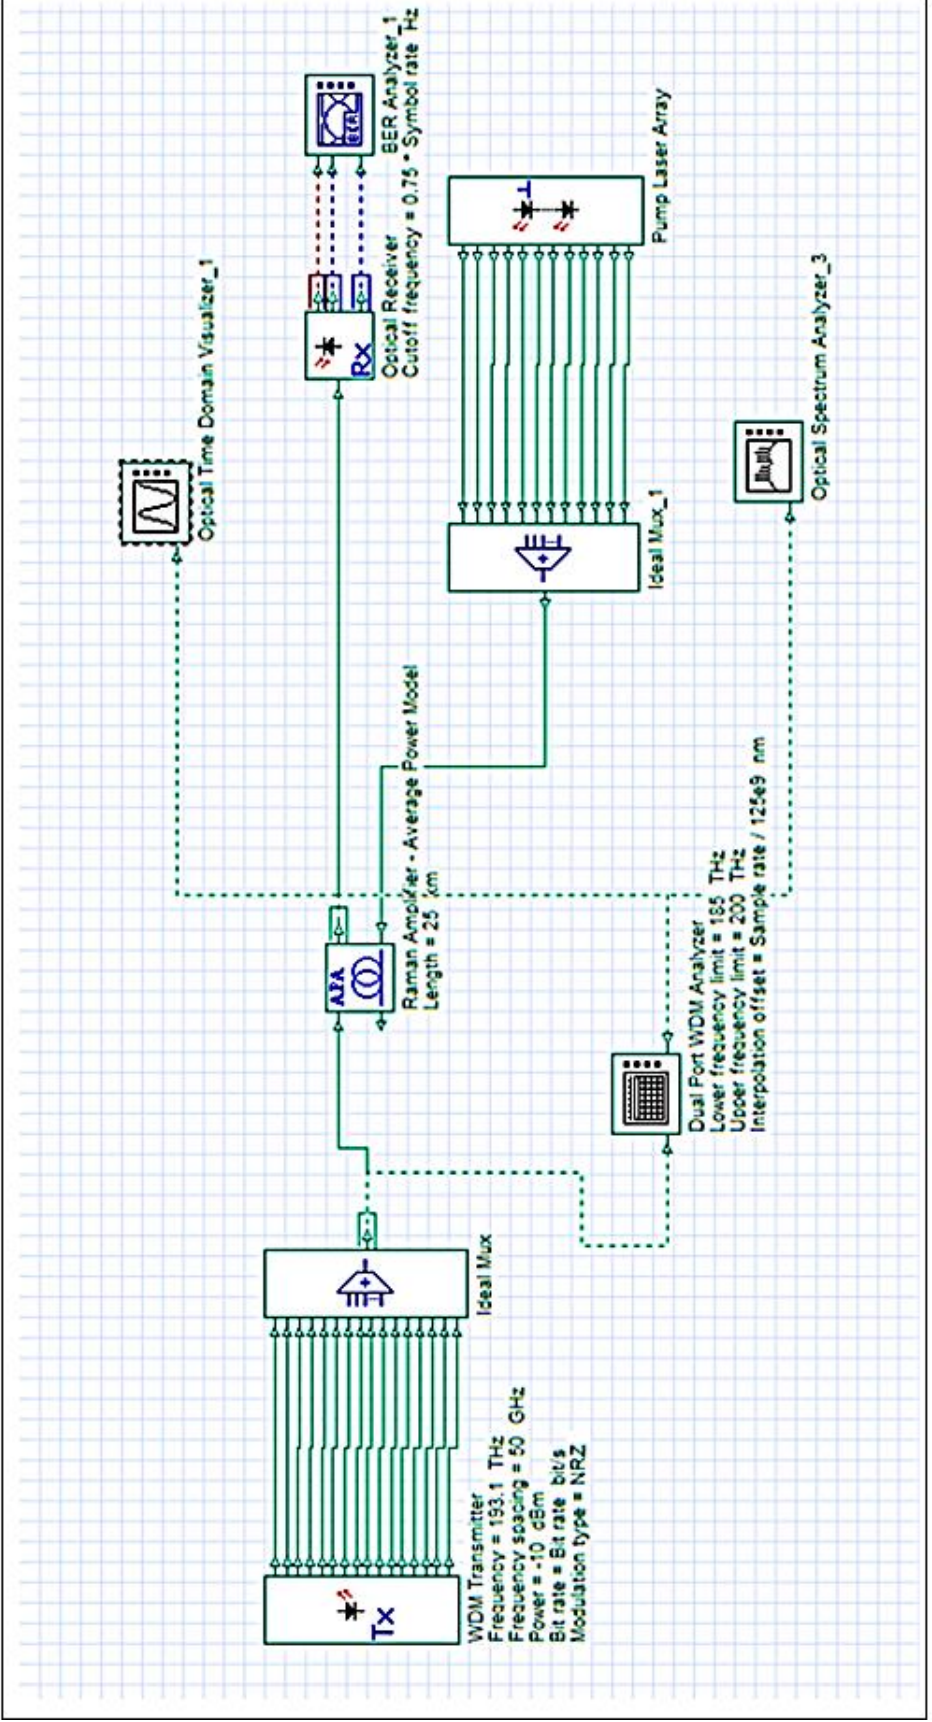 Tx
WDM Transmitter
Frequency = 193.1 THz
Frequency spacing = 50 GHz
Power = -10 dBm
Bit rate = Bit rate bit/s
Modulation type = NRZ
Ideal Mux
Dual Port WDM Analyzer
Lower frequency limit = 185 THz
Upper frequency limit = 200 THz
Interpolation offset = Sample rate / 125e9 nm
Raman Amplifier - Average Power Model
Length = 25 km
Optical Time Domain Visualizer_1
Rx
Optical Receiver
Cutoff frequency = 0.75 * Symbol rate THz
BER
BER Analyzer_1
Ideal Mux_1
Pump Laser Array
Optical Spectrum Analyzer_3